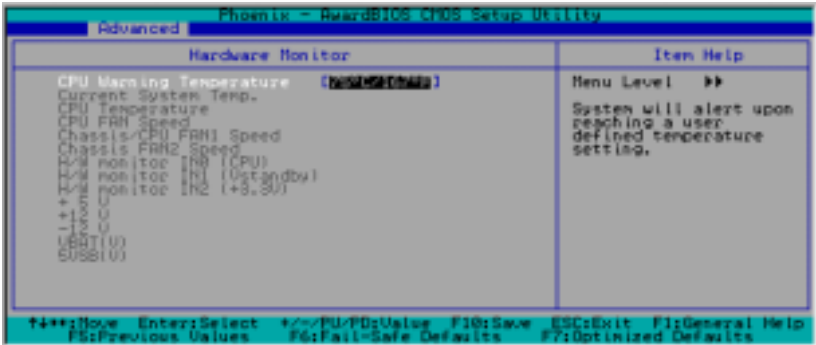 Phoenix - AwardBIOS CMOS Setup Utility
Advanced
Hardware Monitor
Item Help
CPU Warning Temperature [75°C/167°F]
Current System Temp.
CPU Temperature
CPU FAN Speed
Chassis/CPU FAN1 Speed
Chassis FAN2 Speed
H/W monitor IN0 (CPU)
H/W monitor IN1 (Vstandby)
H/W monitor IN2 (+3.3V)
+ 5 V
+12 V
-12 V
VBAT(V)
5VSB(V)
Menu Level ▶▶
System will alert upon
reaching a user
defined temperature
setting.
↑↓→←:Move Enter:Select +/-/PU/PD:Value F10:Save ESC:Exit F1:General Help
F5:Previous Values F6:Fail-Safe Defaults F7:Optimized Defaults